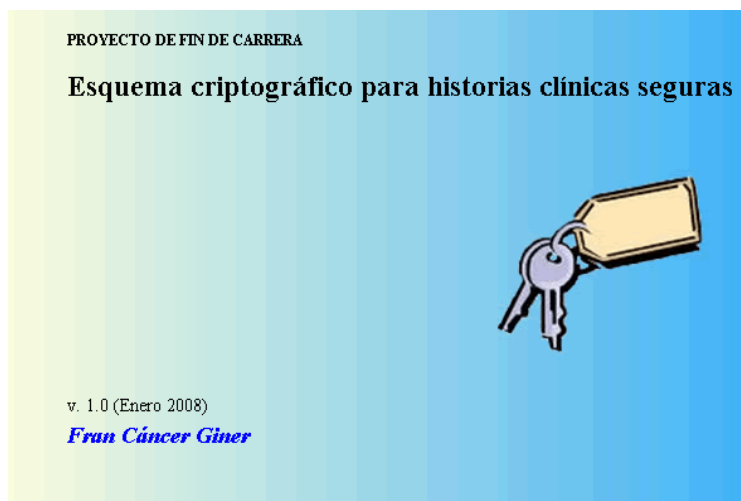 PROYECTO DE FIN DE CARRERA
Esquema criptográfico para historias clínicas seguras
v. 1.0 (Enero 2008)
Fran Cáncer Giner